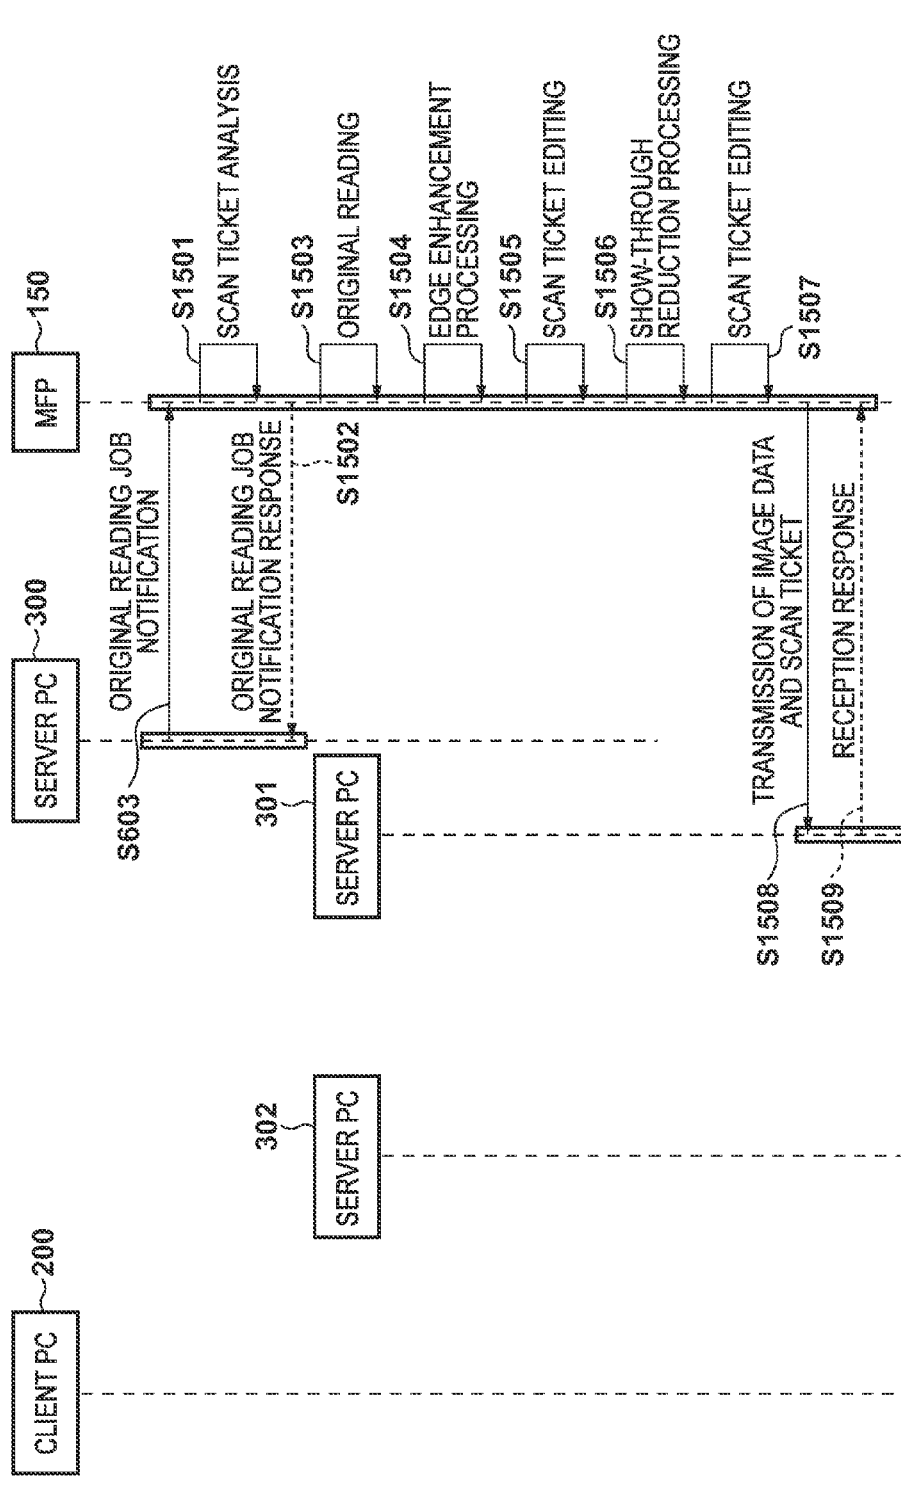 CLIENT PC
200
SERVER PC
302
SERVER PC
301
SERVER PC
300
MFP
150
S603
ORIGINAL READING JOB
NOTIFICATION
S1501
SCAN TICKET ANALYSIS
ORIGINAL READING JOB
NOTIFICATION RESPONSE
S1502
S1503
ORIGINAL READING
S1504
EDGE ENHANCEMENT
PROCESSING
S1505
SCAN TICKET EDITING
S1506
SHOW-THROUGH
REDUCTION PROCESSING
SCAN TICKET EDITING
S1507
S1508
TRANSMISSION OF IMAGE DATA
AND SCAN TICKET
S1509
RECEPTION RESPONSE